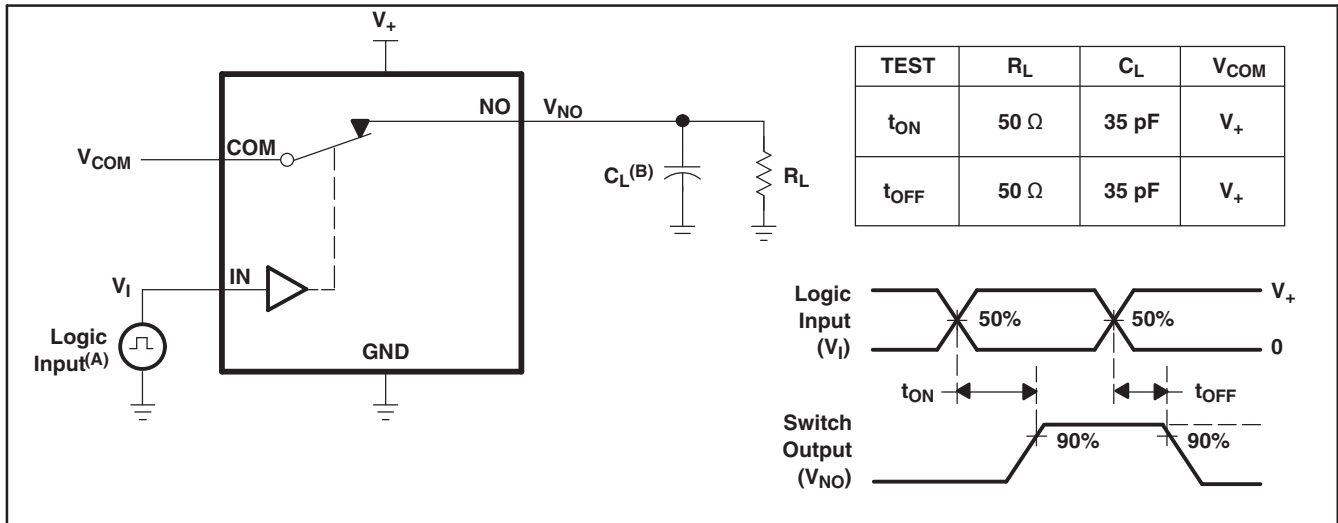 V+
NO
VNO
COM
VCOM
CL(B)
RL
IN
VI
Logic
Input(A)
GND
TEST RL CL VCOM
tON 50 Ω 35 pF V+
tOFF 50 Ω 35 pF V+
Logic
Input
(VI)
50%
50%
V+
0
tON
tOFF
Switch
Output
(VNO)
90%
90%